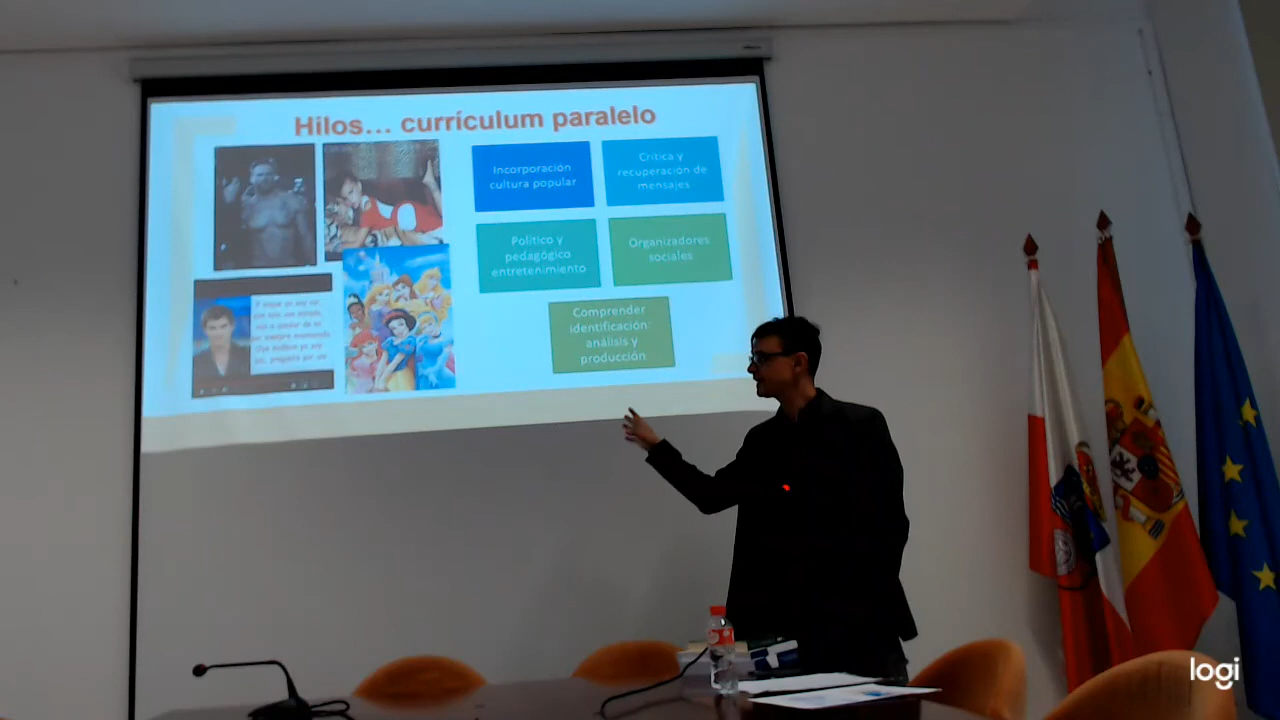 Hilos... currículum paralelo
Incorporación
cultura popular
Crítica y
recuperación de
mensajes
Político y
pedagógico
entretenimiento
Organizadores
sociales
Comprender
identificación:
análisis y
producción
logi